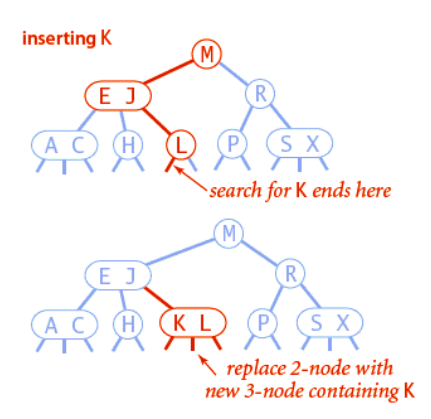 inserting K
M
E J
R
A C
H
L
P
S X
search for K ends here
M
E J
R
A C
H
K L
P
S X
replace 2-node with
new 3-node containing K